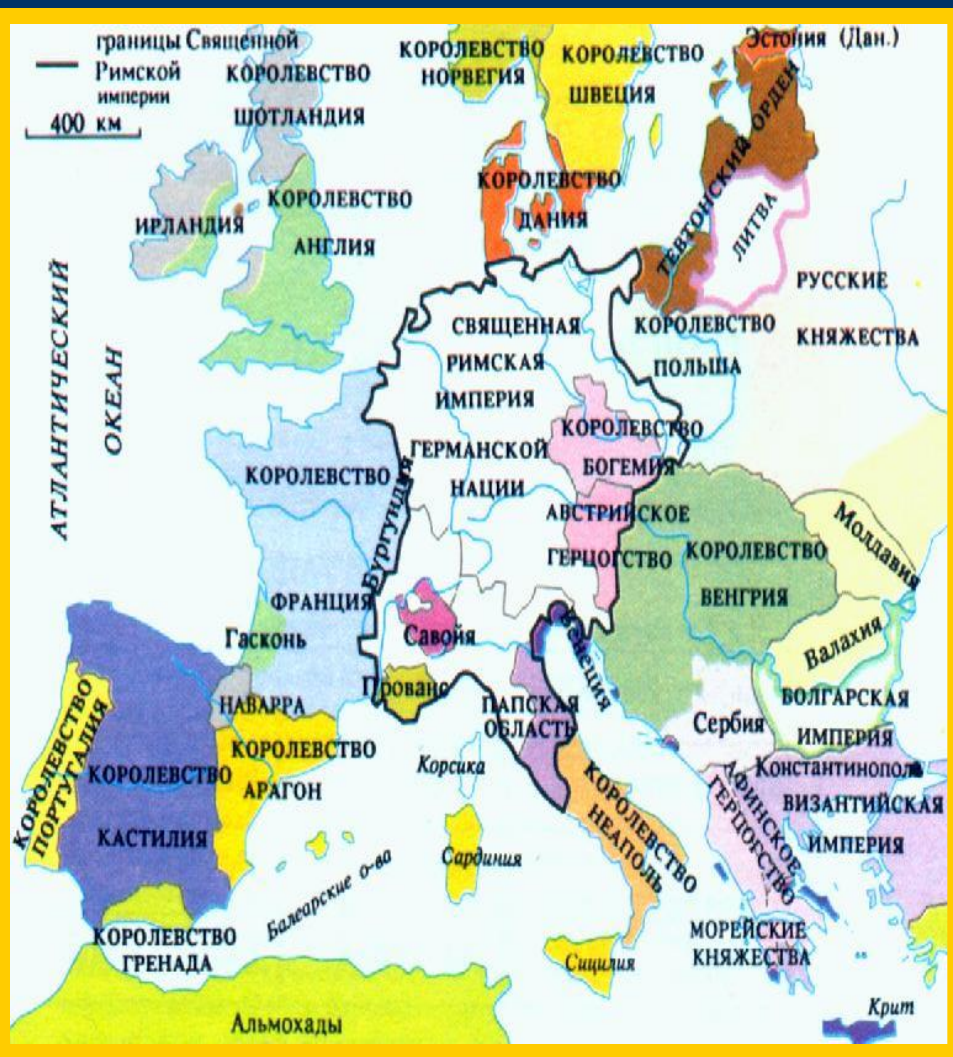 границы Священной
Римской
империи
400 км
КОРОЛЕВСТВО
ШОТЛАНДИЯ
КОРОЛЕВСТВО
НОРВЕГИЯ
КОРОЛЕВСТВО
ШВЕЦИЯ
Эстония (Дан.)
ТЕВТОНСКИЙ ОРДЕН
ЛИТВА
КОРОЛЕВСТВО
ДАНИЯ
ИРЛАНДИЯ
КОРОЛЕВСТВО
АНГЛИЯ
РУССКИЕ
КНЯЖЕСТВА
АТЛАНТИЧЕСКИЙ
ОКЕАН
СВЯЩЕННАЯ
РИМСКАЯ
ИМПЕРИЯ
ГЕРМАНСКОЙ
НАЦИИ
КОРОЛЕВСТВО
ПОЛЬША
КОРОЛЕВСТВО
БОГЕМИЯ
АВСТРИЙСКОЕ
ГЕРЦОГСТВО
КОРОЛЕВСТВО
ФРАНЦИЯ
Бургундия
КОРОЛЕВСТВО
ВЕНГРИЯ
Молдавия
Валахия
Гасконь
Савойя
Венеция
НАВАРРА
Прованс
ПАПСКАЯ
ОБЛАСТЬ
Сербия
БОЛГАРСКАЯ
ИМПЕРИЯ
КОРОЛЕВСТВО
ПОРТУГАЛИЯ
КОРОЛЕВСТВО
КАСТИЛИЯ
КОРОЛЕВСТВО
АРАГОН
Корсика
КОРОЛЕВСТВО
НЕАПОЛЬ
Константинополь
АФИНСКОЕ
ГЕРЦОГСТВО
ВИЗАНТИЙСКАЯ
ИМПЕРИЯ
Балеарские о-ва
Сардиния
КОРОЛЕВСТВО
ГРЕНАДА
Сицилия
МОРЕЙСКИЕ
КНЯЖЕСТВА
Альмохады
Крит